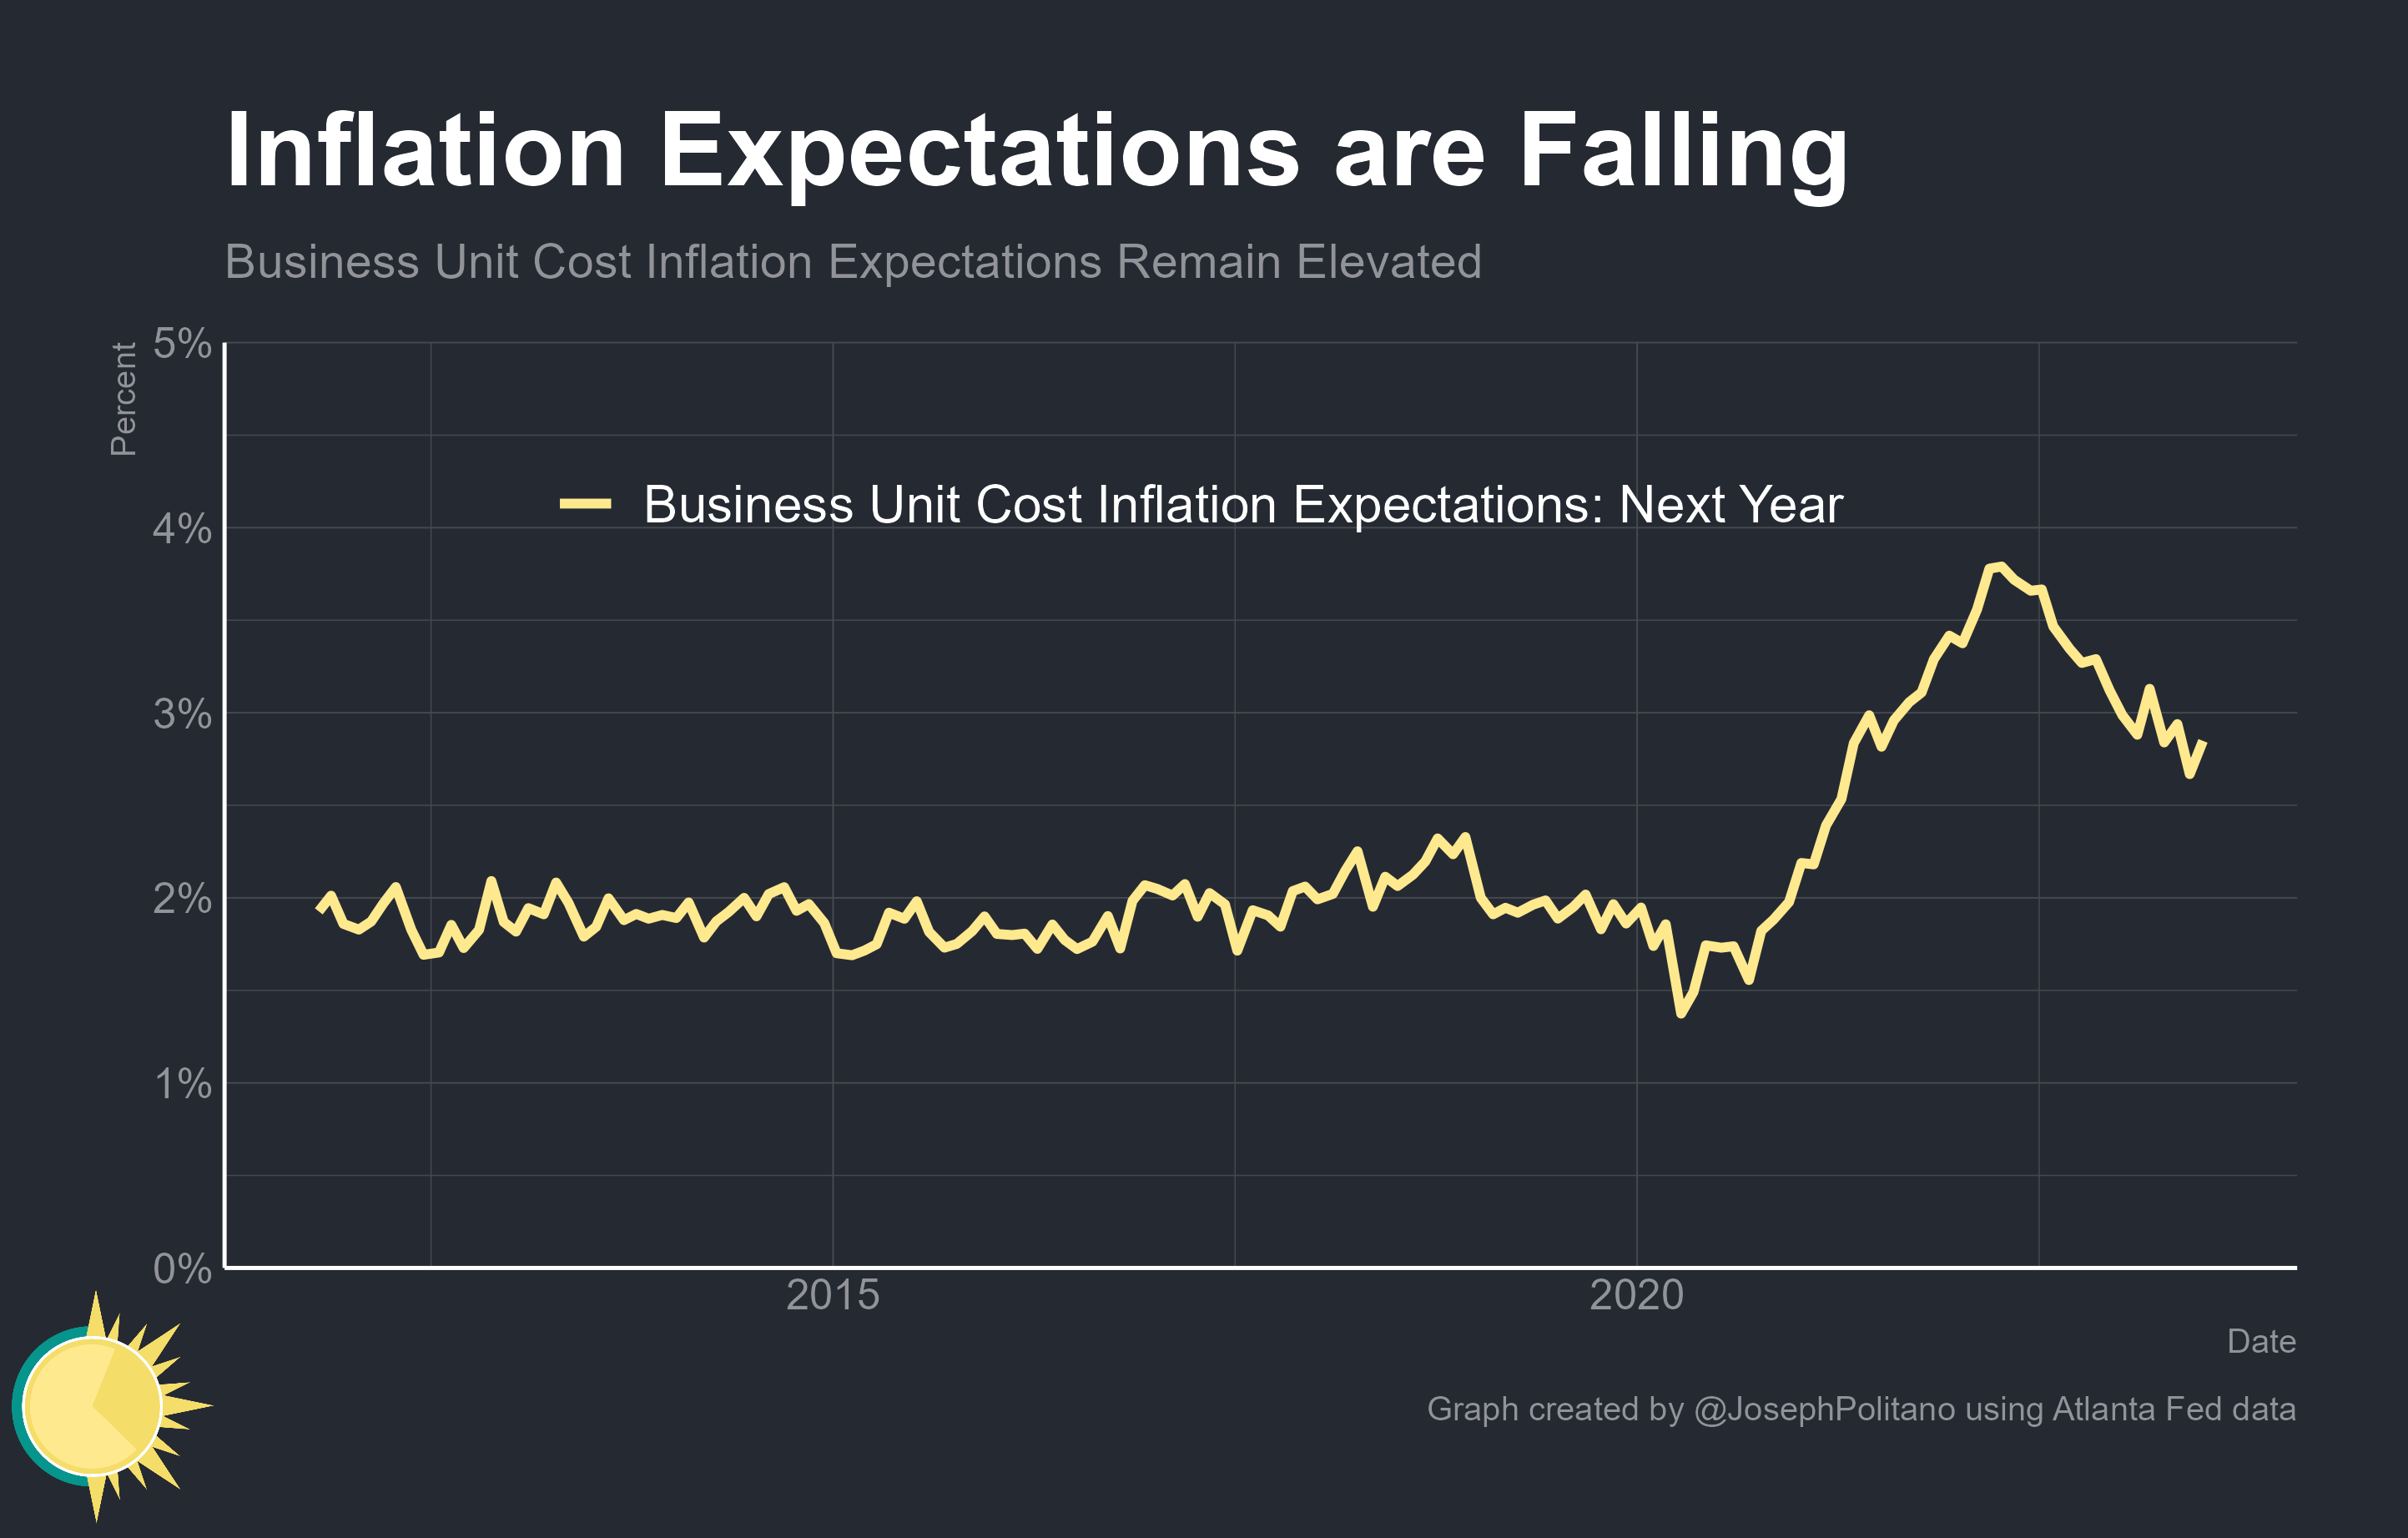 Inflation Expectations are Falling
Business Unit Cost Inflation Expectations Remain Elevated
Percent
5%
Business Unit Cost Inflation Expectations: Next Year
4%
3%
2%
1%
0%
2015
2020
Date
Graph created by @JosephPolitano using Atlanta Fed data